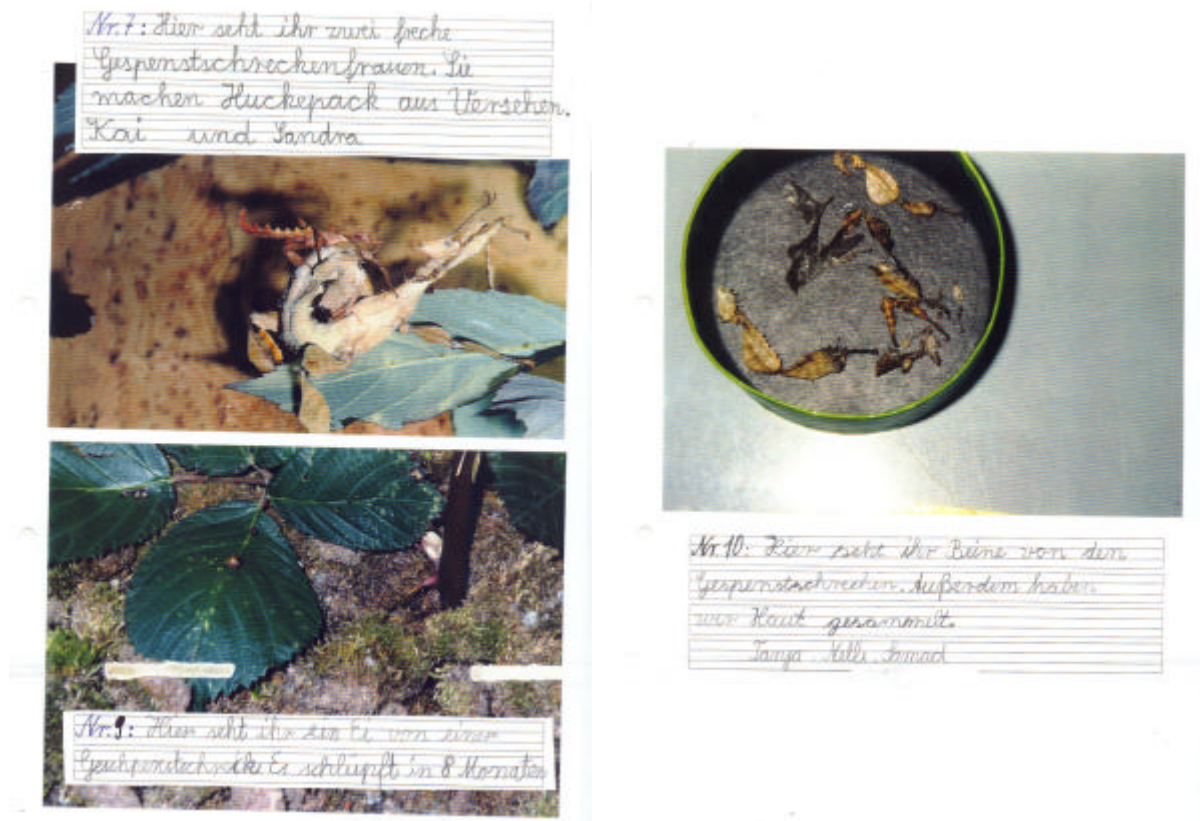 Nr. 7: Hier seht ihr zwei freche
Gespenstschreckenfrauen. Sie
machen Huckepack aus Versehen.
Kai und Sandra
Nr. 9: Hier seht ihr ein Ei von einer
Es schlüpft in 8 Monaten
Nr. 10: Hier seht ihr Beine von den
Gespenstschrecken. Außerdem haben
wir Haut gesammelt.
Tanja Samad